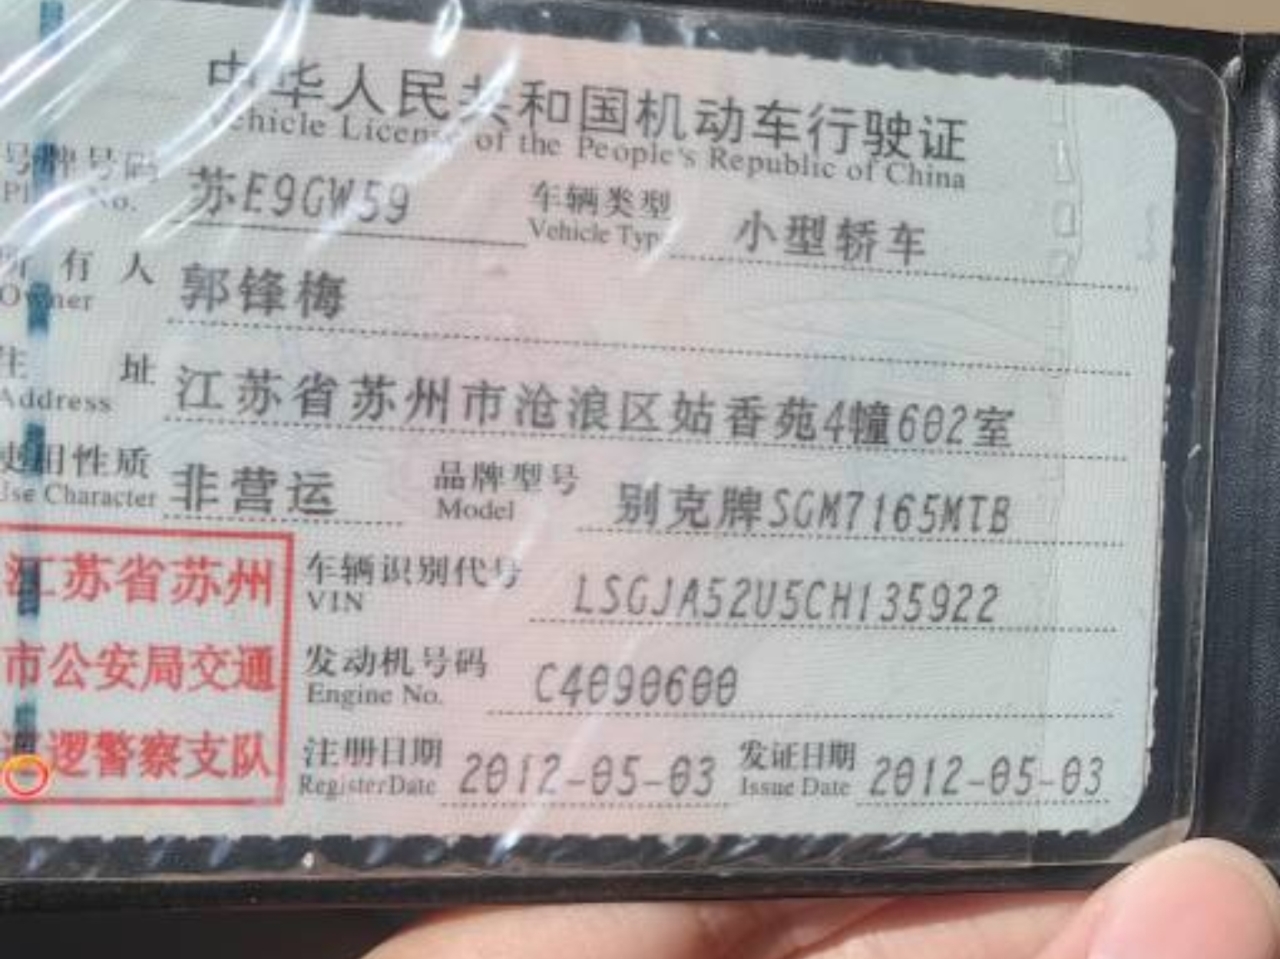 中华人民共和国机动车行驶证
Vehicle License of the People's Republic of China
号牌号码 苏E9GW59 车辆类型 小型轿车
Plate No. Vehicle Type
所有人 郭锋梅
Owner
住址 江苏省苏州市沧浪区姑香苑4幢602室
Address
使用性质 非营运 品牌型号 别克牌SGM7165MTB
Use Character Model
江苏省苏州
市公安局交通
巡逻警察支队
车辆识别代号 LSGJA52U5CH135922
VIN
发动机号码 C4090600
Engine No.
注册日期 2012-05-03 发证日期 2012-05-03
Register Date Issue Date